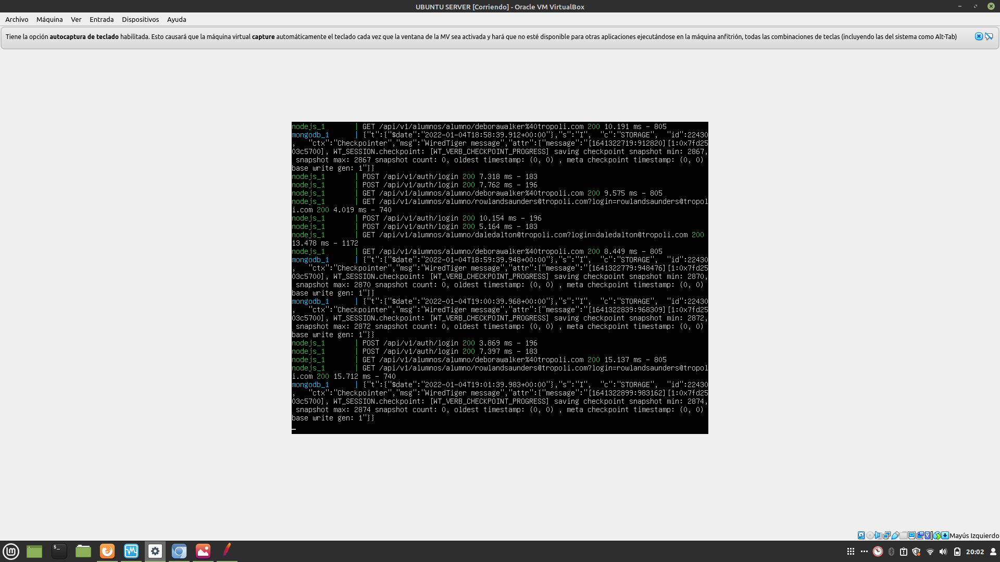 UBUNTU SERVER [Corriendo] - Oracle VM VirtualBox
Archivo Máquina Ver Entrada Dispositivos Ayuda
Tiene la opción autocaptura de teclado habilitada. Esto causará que la máquina virtual capture automáticamente el teclado cada vez que la ventana de la MV sea activada y hará que no esté disponible para otras aplicaciones ejecutándose en la máquina anfitrión, todas las combinaciones de teclas (incluyendo las del sistema como Alt-Tab)
nodejs_1 | GET /api/v1/alumnos/alumno/deborawalker%40tropoli.com 200 10.191 ms - 805
mongodb_1 | {"t":{"$date":"2022-01-04T18:58:39.912+00:00"},"s":"I", "c":"STORAGE", "id":22430
, "ctx":"Checkpointer","msg":"WiredTiger message","attr":{"message":"[1641322719:912820][1:0x7fd25
03c5700], WT_SESSION.checkpoint: [WT_VERB_CHECKPOINT_PROGRESS] saving checkpoint snapshot min: 2867,
snapshot max: 2867 snapshot count: 0, oldest timestamp: (0, 0) , meta checkpoint timestamp: (0, 0)
base write gen: 1"}}
nodejs_1 | POST /api/v1/auth/login 200 7.318 ms - 183
nodejs_1 | POST /api/v1/auth/login 200 7.762 ms - 196
nodejs_1 | GET /api/v1/alumnos/alumno/deborawalker%40tropoli.com 200 9.575 ms - 805
nodejs_1 | GET /api/v1/alumnos/alumno/rowlandsaunders@tropoli.com?login=rowlandsaunders@tropol
i.com 200 4.019 ms - 740
nodejs_1 | POST /api/v1/auth/login 200 10.154 ms - 196
nodejs_1 | POST /api/v1/auth/login 200 5.164 ms - 183
nodejs_1 | GET /api/v1/alumnos/alumno/daledalton@tropoli.com?login=daledalton@tropoli.com 200
13.478 ms - 1172
nodejs_1 | GET /api/v1/alumnos/alumno/deborawalker%40tropoli.com 200 8.449 ms - 805
mongodb_1 | {"t":{"$date":"2022-01-04T18:59:39.948+00:00"},"s":"I", "c":"STORAGE", "id":22430
, "ctx":"Checkpointer","msg":"WiredTiger message","attr":{"message":"[1641322779:948476][1:0x7fd25
03c5700], WT_SESSION.checkpoint: [WT_VERB_CHECKPOINT_PROGRESS] saving checkpoint snapshot min: 2870,
snapshot max: 2870 snapshot count: 0, oldest timestamp: (0, 0) , meta checkpoint timestamp: (0, 0)
base write gen: 1"}}
mongodb_1 | {"t":{"$date":"2022-01-04T19:00:39.968+00:00"},"s":"I", "c":"STORAGE", "id":22430
, "ctx":"Checkpointer","msg":"WiredTiger message","attr":{"message":"[1641322839:968309][1:0x7fd25
03c5700], WT_SESSION.checkpoint: [WT_VERB_CHECKPOINT_PROGRESS] saving checkpoint snapshot min: 2872,
snapshot max: 2872 snapshot count: 0, oldest timestamp: (0, 0) , meta checkpoint timestamp: (0, 0)
base write gen: 1"}}
nodejs_1 | POST /api/v1/auth/login 200 3.869 ms - 196
nodejs_1 | POST /api/v1/auth/login 200 7.397 ms - 183
nodejs_1 | GET /api/v1/alumnos/alumno/deborawalker%40tropoli.com 200 15.137 ms - 805
nodejs_1 | GET /api/v1/alumnos/alumno/rowlandsaunders@tropoli.com?login=rowlandsaunders@tropol
i.com 200 15.712 ms - 740
mongodb_1 | {"t":{"$date":"2022-01-04T19:01:39.983+00:00"},"s":"I", "c":"STORAGE", "id":22430
, "ctx":"Checkpointer","msg":"WiredTiger message","attr":{"message":"[1641322899:983162][1:0x7fd25
03c5700], WT_SESSION.checkpoint: [WT_VERB_CHECKPOINT_PROGRESS] saving checkpoint snapshot min: 2874,
snapshot max: 2874 snapshot count: 0, oldest timestamp: (0, 0) , meta checkpoint timestamp: (0, 0)
base write gen: 1"}}
Mayús Izquierdo
20:02